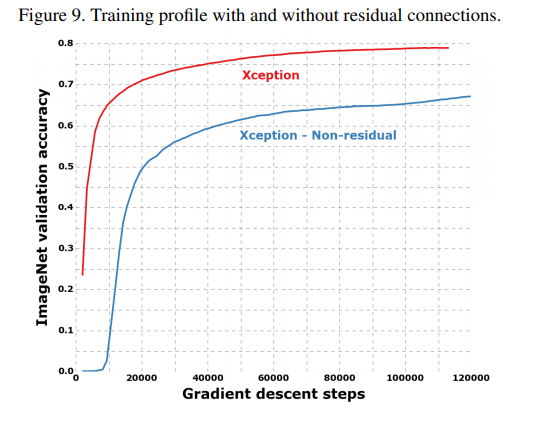 Figure 9. Training profile with and without residual connections.
0.8
Xception
0.7
0.6
Xception - Non-residual
0.5
0.4
0.3
0.2
0.1
0.0
0 20000 40000 60000 80000 100000 120000
Gradient descent steps
ImageNet validation accuracy